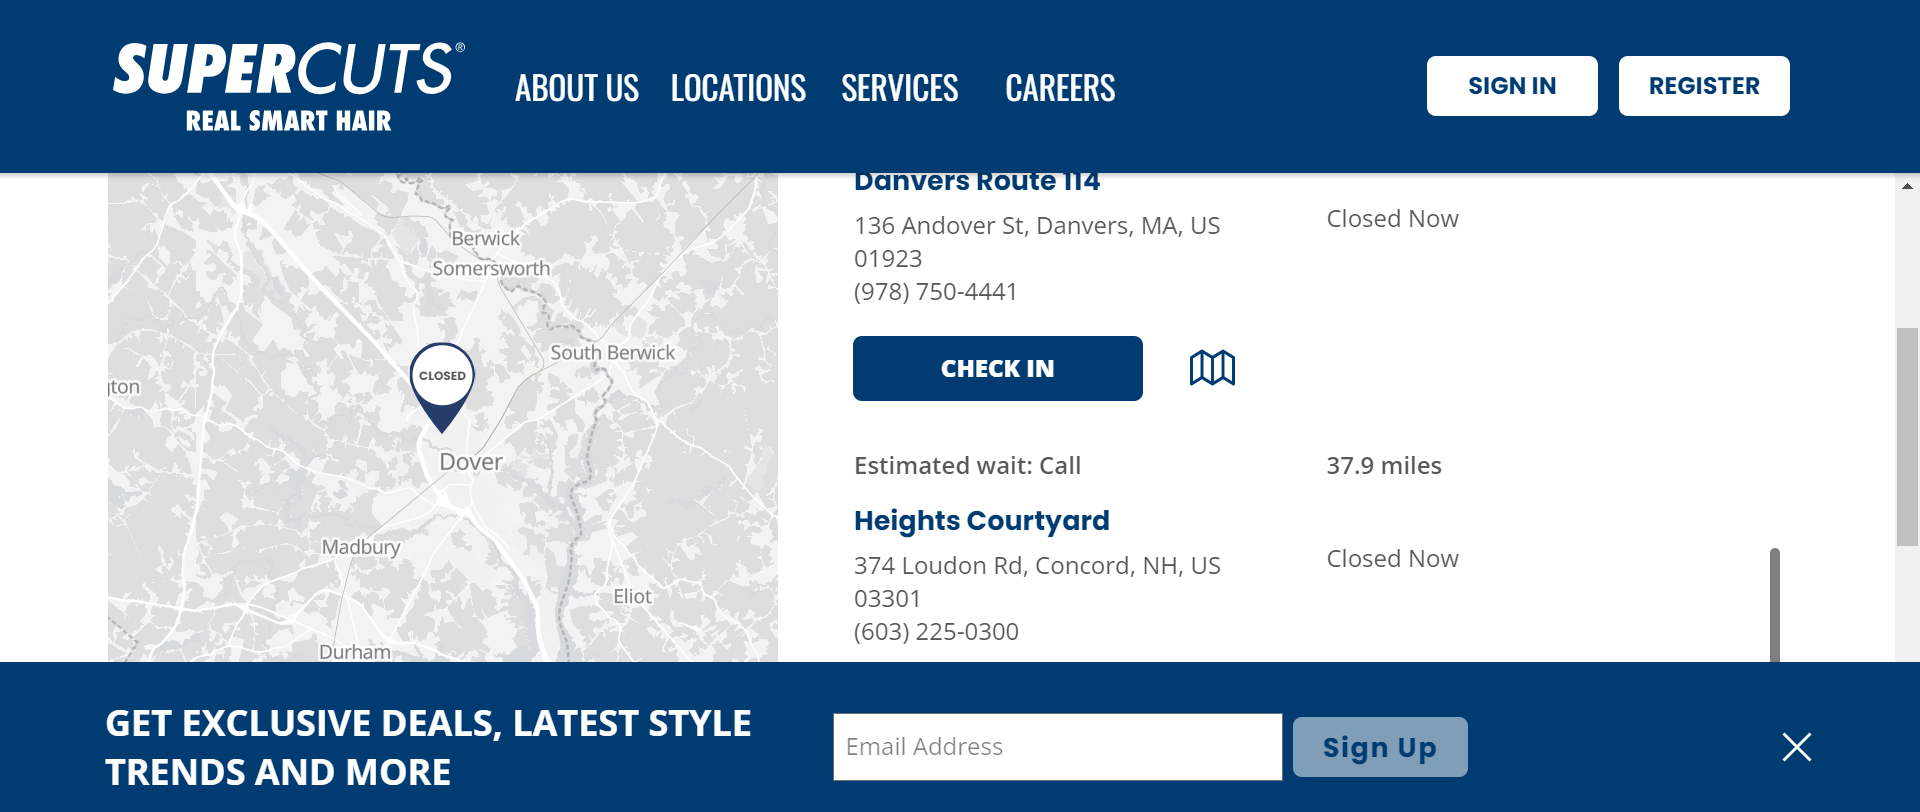 SUPERCUTS®
REAL SMART HAIR
ABOUT US
LOCATIONS
SERVICES
CAREERS
SIGN IN
REGISTER
Berwick
Somersworth
South Berwick
gton
CLOSED
Dover
Madbury
Eliot
Durham
Danvers Route 114
136 Andover St, Danvers, MA, US
01923
(978) 750-4441
Closed Now
CHECK IN
Estimated wait: Call
37.9 miles
Heights Courtyard
374 Loudon Rd, Concord, NH, US
03301
(603) 225-0300
Closed Now
GET EXCLUSIVE DEALS, LATEST STYLE
TRENDS AND MORE
Email Address
Sign Up